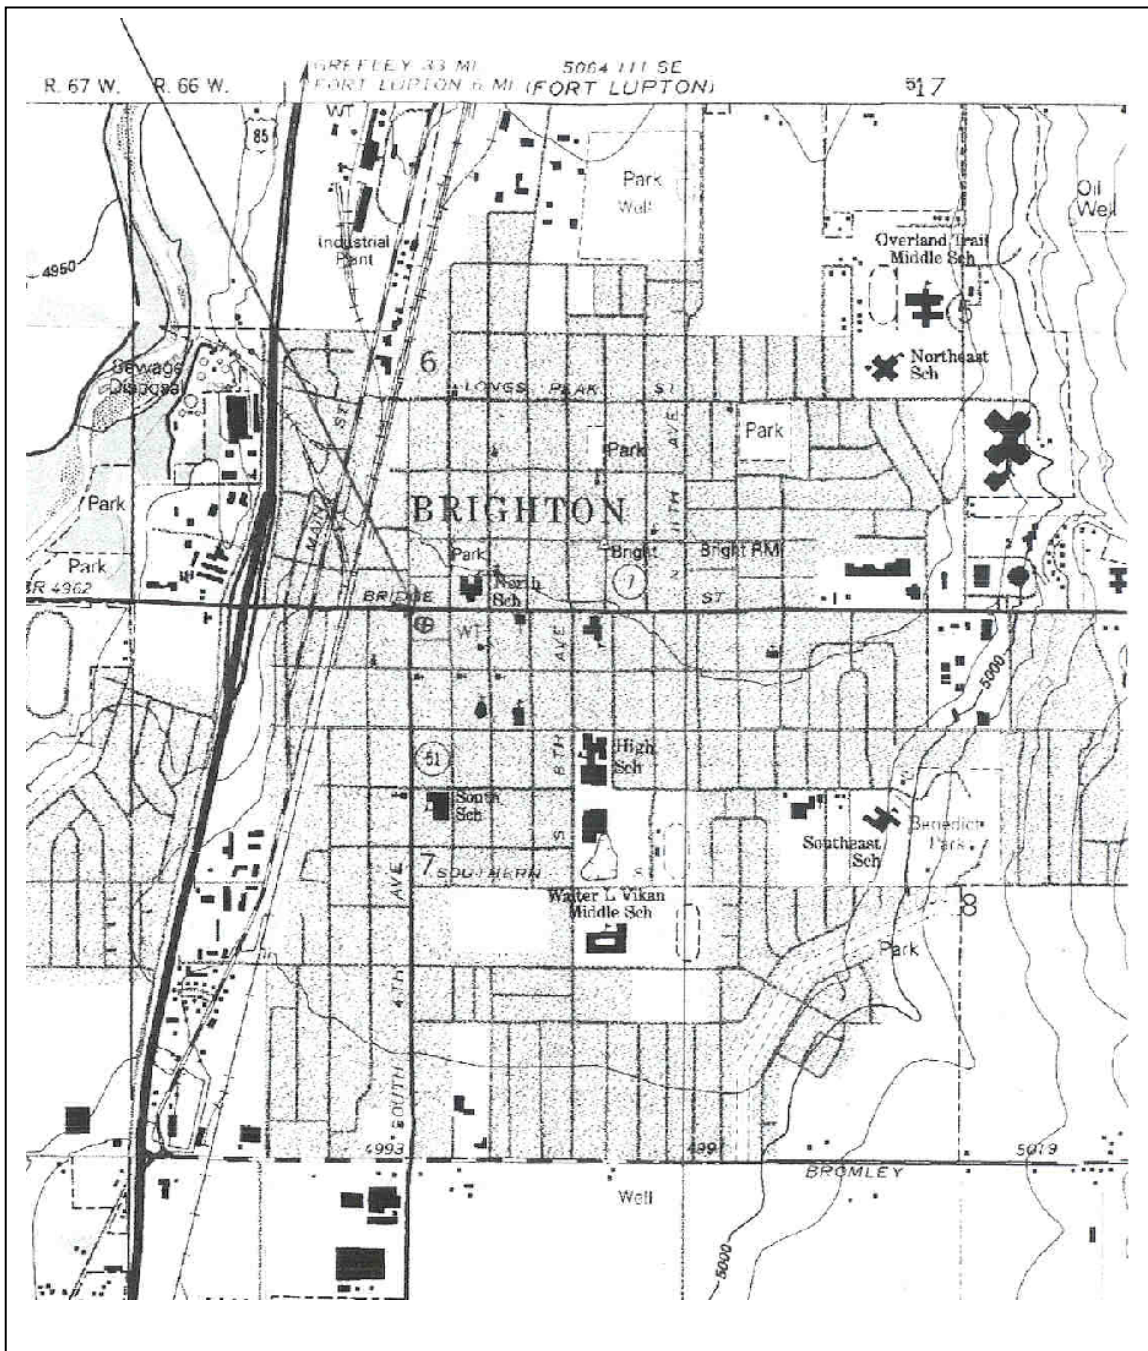 GREELEY 33 MI.
5064 III SE
FORT LUPTON 6 MI.
(FORT LUPTON)
R. 67 W.
R. 66 W.
517
85
WT
Park
Well
Oil
Well
Industrial
Plant
Overland Trail
Middle Sch
4950
5
Sewage
Disposal
6
Northeast
Sch
LONGS PEAK ST
MAIN ST
N 11TH AVE
Park
Park
Park
BRIGHTON
Park
Park
Bright
Bright RM
North
Sch
7
BR 4962
BRIDGE
ST
WT
5000
S 8TH AVE
51
High
Sch
South
Sch
Southeast
Sch
Benedict
Park
7
SOUTHERN
S
Walter L Vikan
Middle Sch
8
Park
SOUTH 4TH AVE
4993
499
5019
BROMLEY
Well
5000